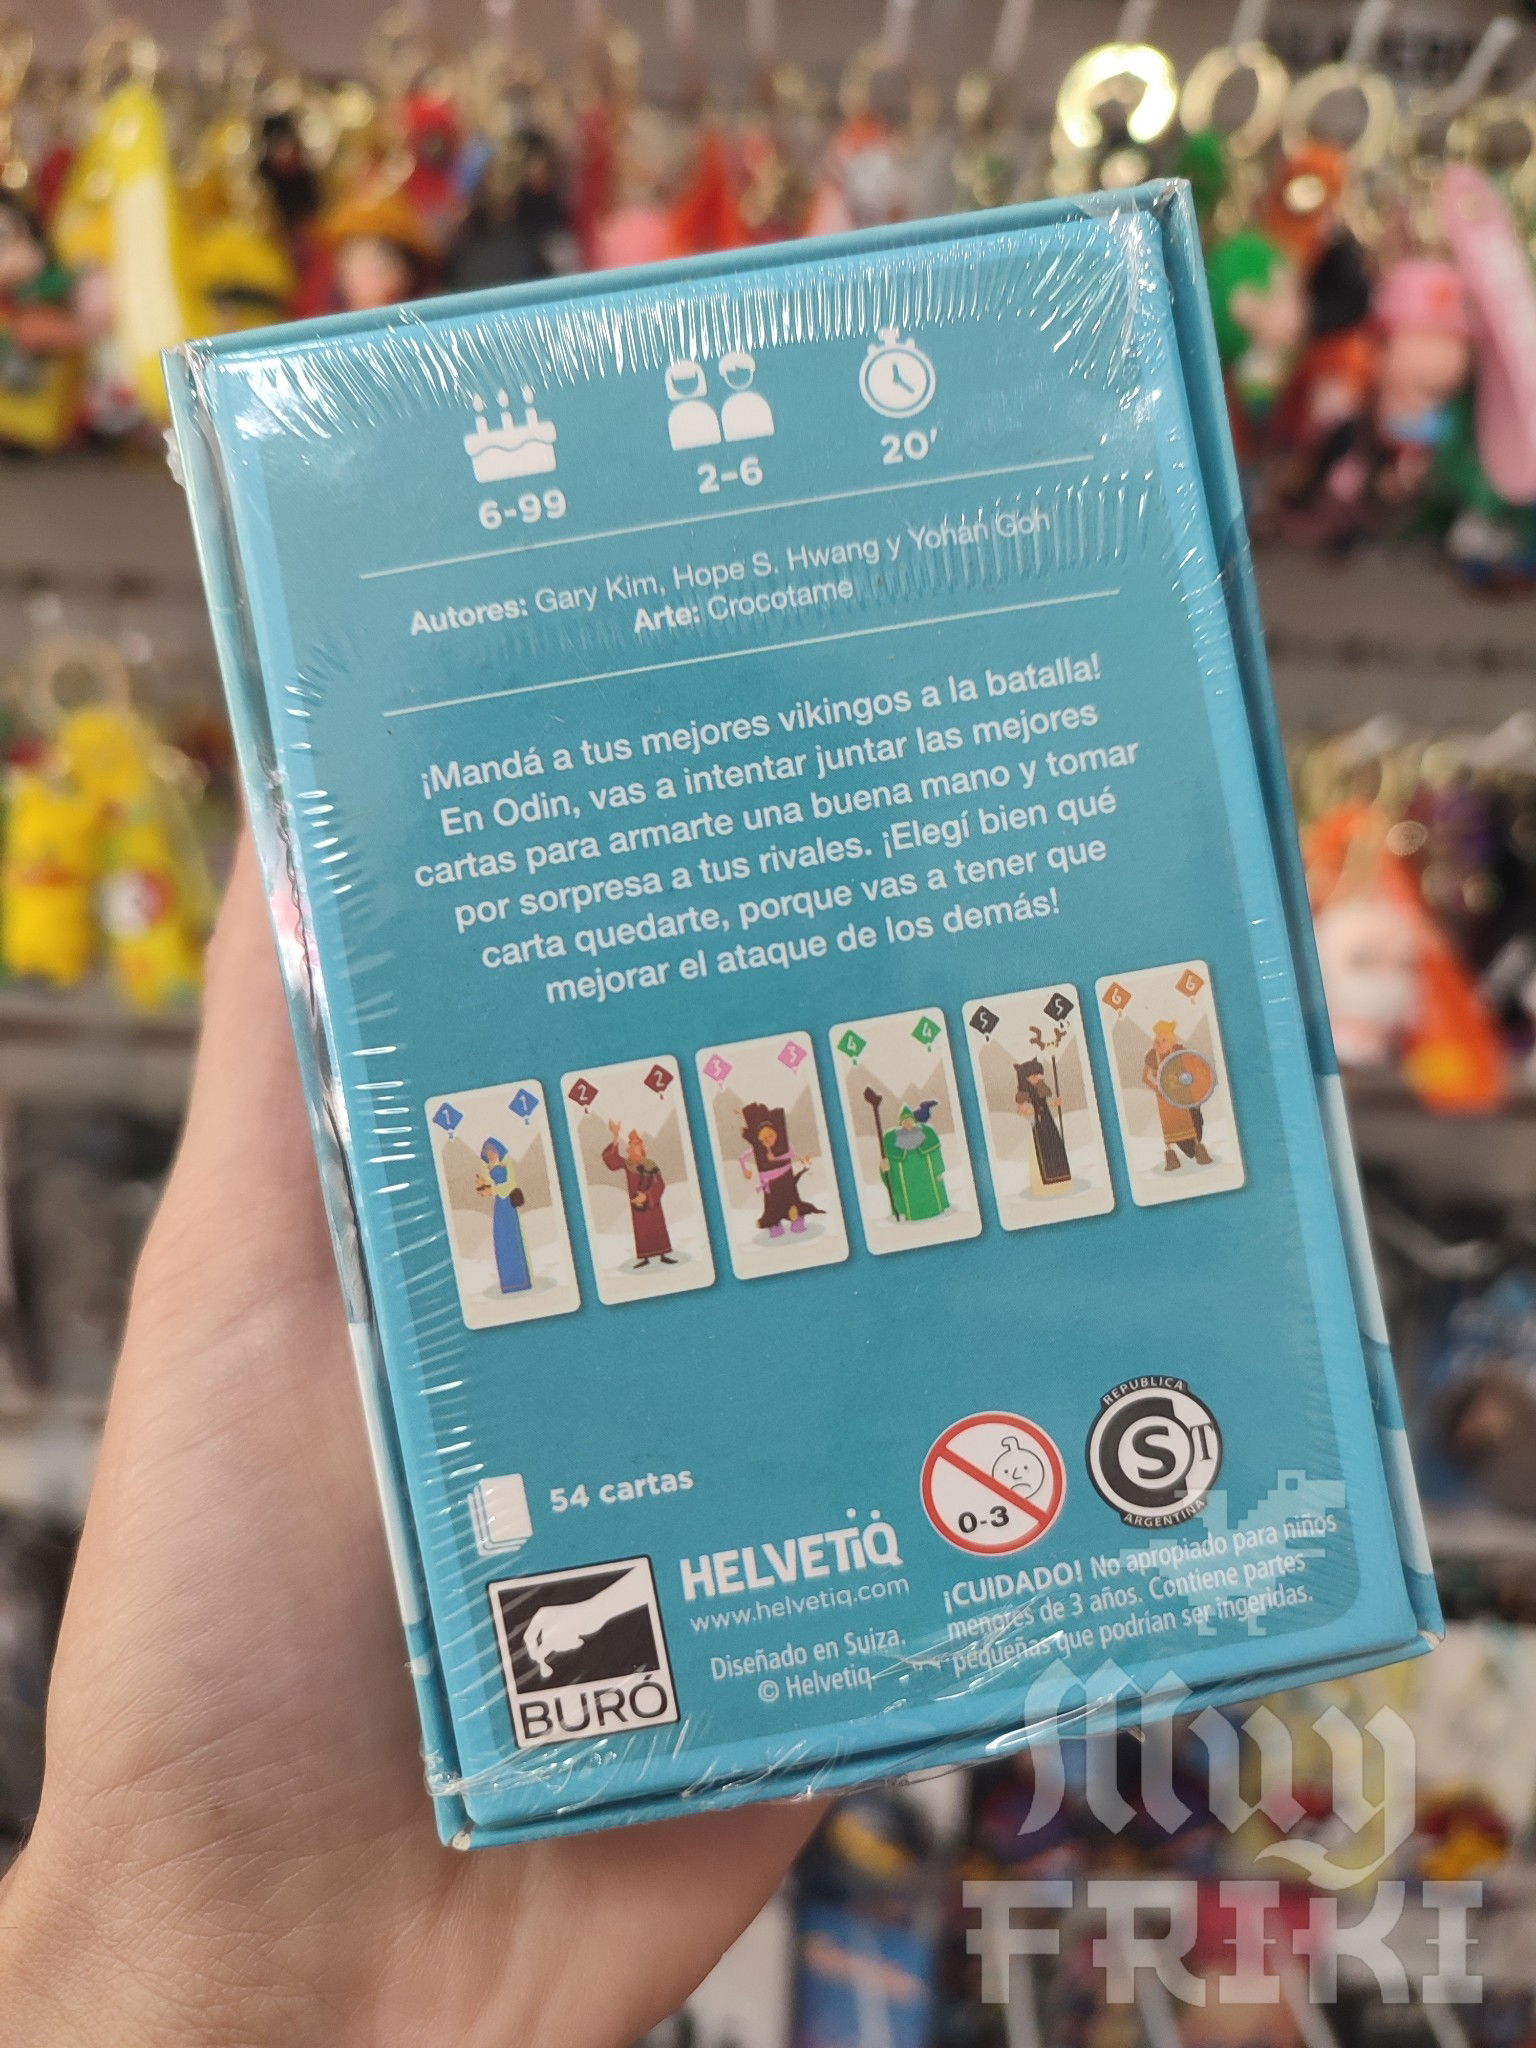 6-99
2-6
20'
Autores: Gary Kim, Hope S. Hwang y Yohan Goh
Arte: Crocotame
¡Mandá a tus mejores vikingos a la batalla!
En Odin, vas a intentar juntar las mejores
cartas para armarte una buena mano y tomar
por sorpresa a tus rivales. ¡Elegí bien qué
carta quedarte, porque vas a tener que
mejorar el ataque de los demás!
1 1
2 2
3 3
4 4
5 5
6 6
54 cartas
BURÓ
HELVETIQ
www.helvetiq.com
Diseñado en Suiza.
© Helvetiq
0-3
REPUBLICA
S T
ARGENTINA
¡CUIDADO! No apropiado para niños
menores de 3 años. Contiene partes
pequeñas que podrían ser ingeridas.
Muy
FRIKI